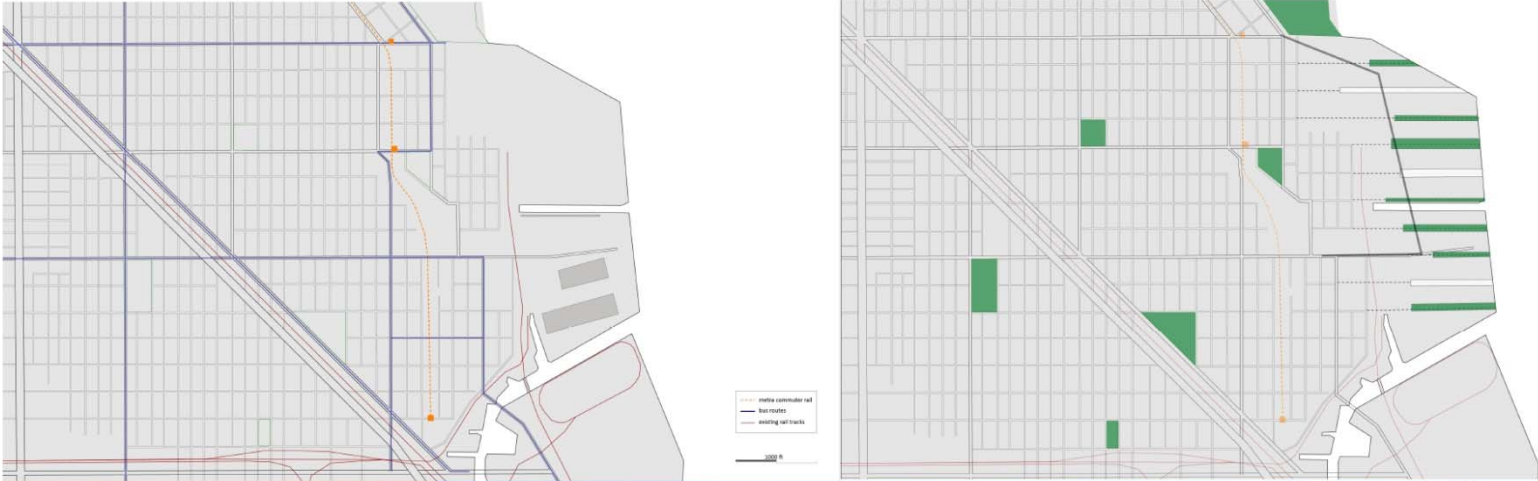 metra commuter rail
bus routes
existing rail tracks
1000 ft